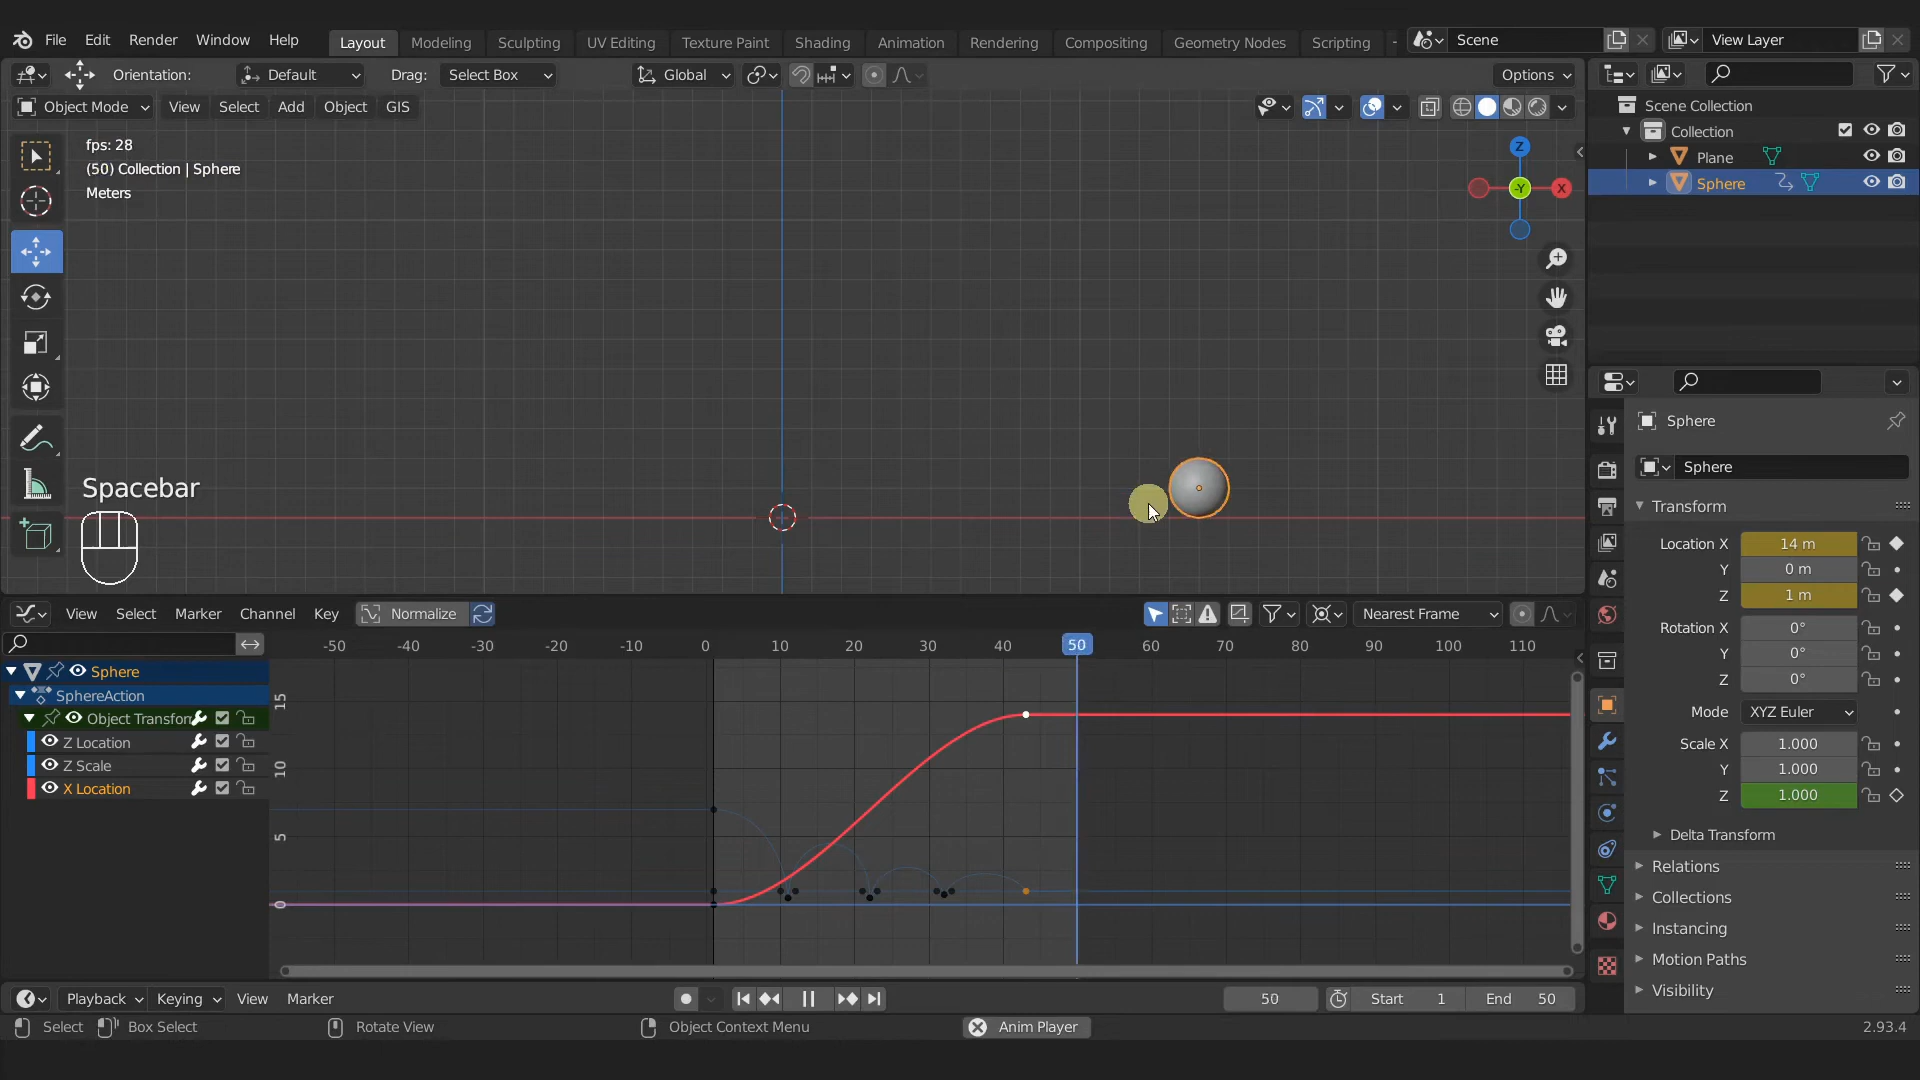 File Edit Render Window Help Layout Modeling Sculpting UV Editing Texture Paint Shading Animation Rendering Compositing Geometry Nodes Scripting Scene View Layer
Orientation: Default Drag: Select Box Global Options
Object Mode View Select Add Object GIS
fps: 28
(50) Collection | Sphere
Meters
Z
-Y X
Spacebar
Scene Collection
Collection
Plane
Sphere
Sphere
Sphere
Transform
Location X 14 m
Y 0 m
Z 1 m
Rotation X 0°
Y 0°
Z 0°
Mode XYZ Euler
Scale X 1.000
Y 1.000
Z 1.000
Delta Transform
Relations
Collections
Instancing
Motion Paths
Visibility
View Select Marker Channel Key Normalize Nearest Frame
-50 -40 -30 -20 -10 0 10 20 30 40 50 60 70 80 90 100 110
Sphere
SphereAction
Object Transfor
Z Location
Z Scale
X Location
15
10
5
0
Playback Keying View Marker 50 Start 1 End 50
Select Box Select Rotate View Object Context Menu Anim Player 2.93.4